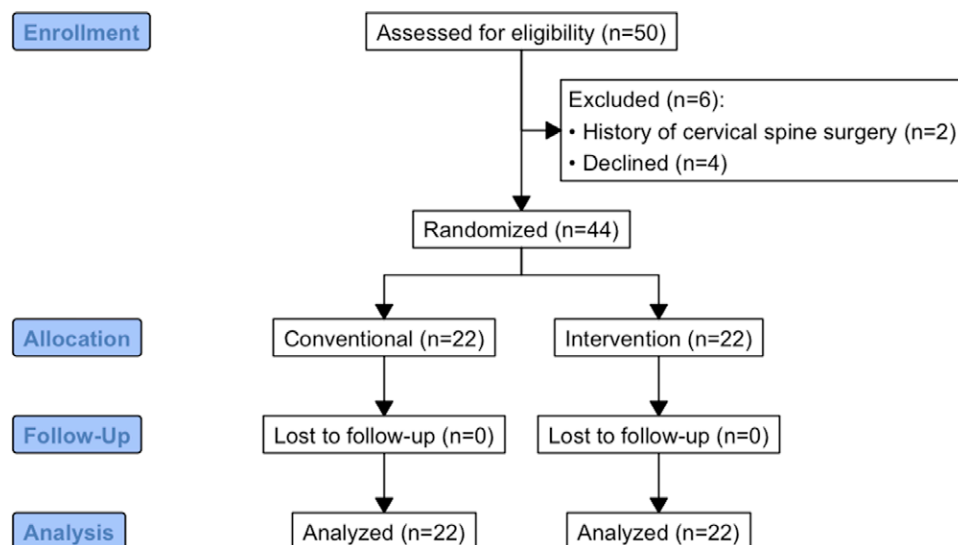 Enrollment
Assessed for eligibility (n=50)
Excluded (n=6):
• History of cervical spine surgery (n=2)
• Declined (n=4)
Randomized (n=44)
Allocation
Conventional (n=22)
Intervention (n=22)
Follow-Up
Lost to follow-up (n=0)
Lost to follow-up (n=0)
Analysis
Analyzed (n=22)
Analyzed (n=22)